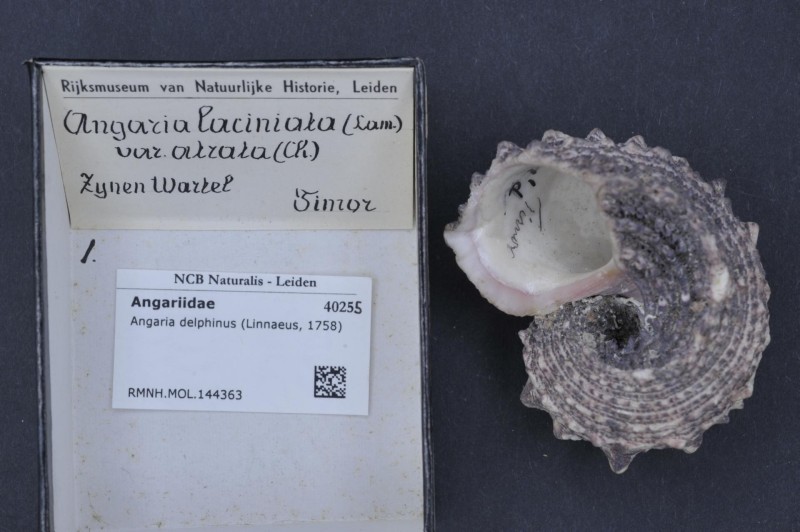 Rijksmuseum van Natuurlijke Historie, Leiden
(Angaria laciniata (Lam.)
var. atrata (Ch.)
Zynen Wartel
Timor
1.
NCB Naturalis - Leiden
Angariidae 40255
Angaria delphinus (Linnaeus, 1758)
RMNH.MOL.144363
Timor